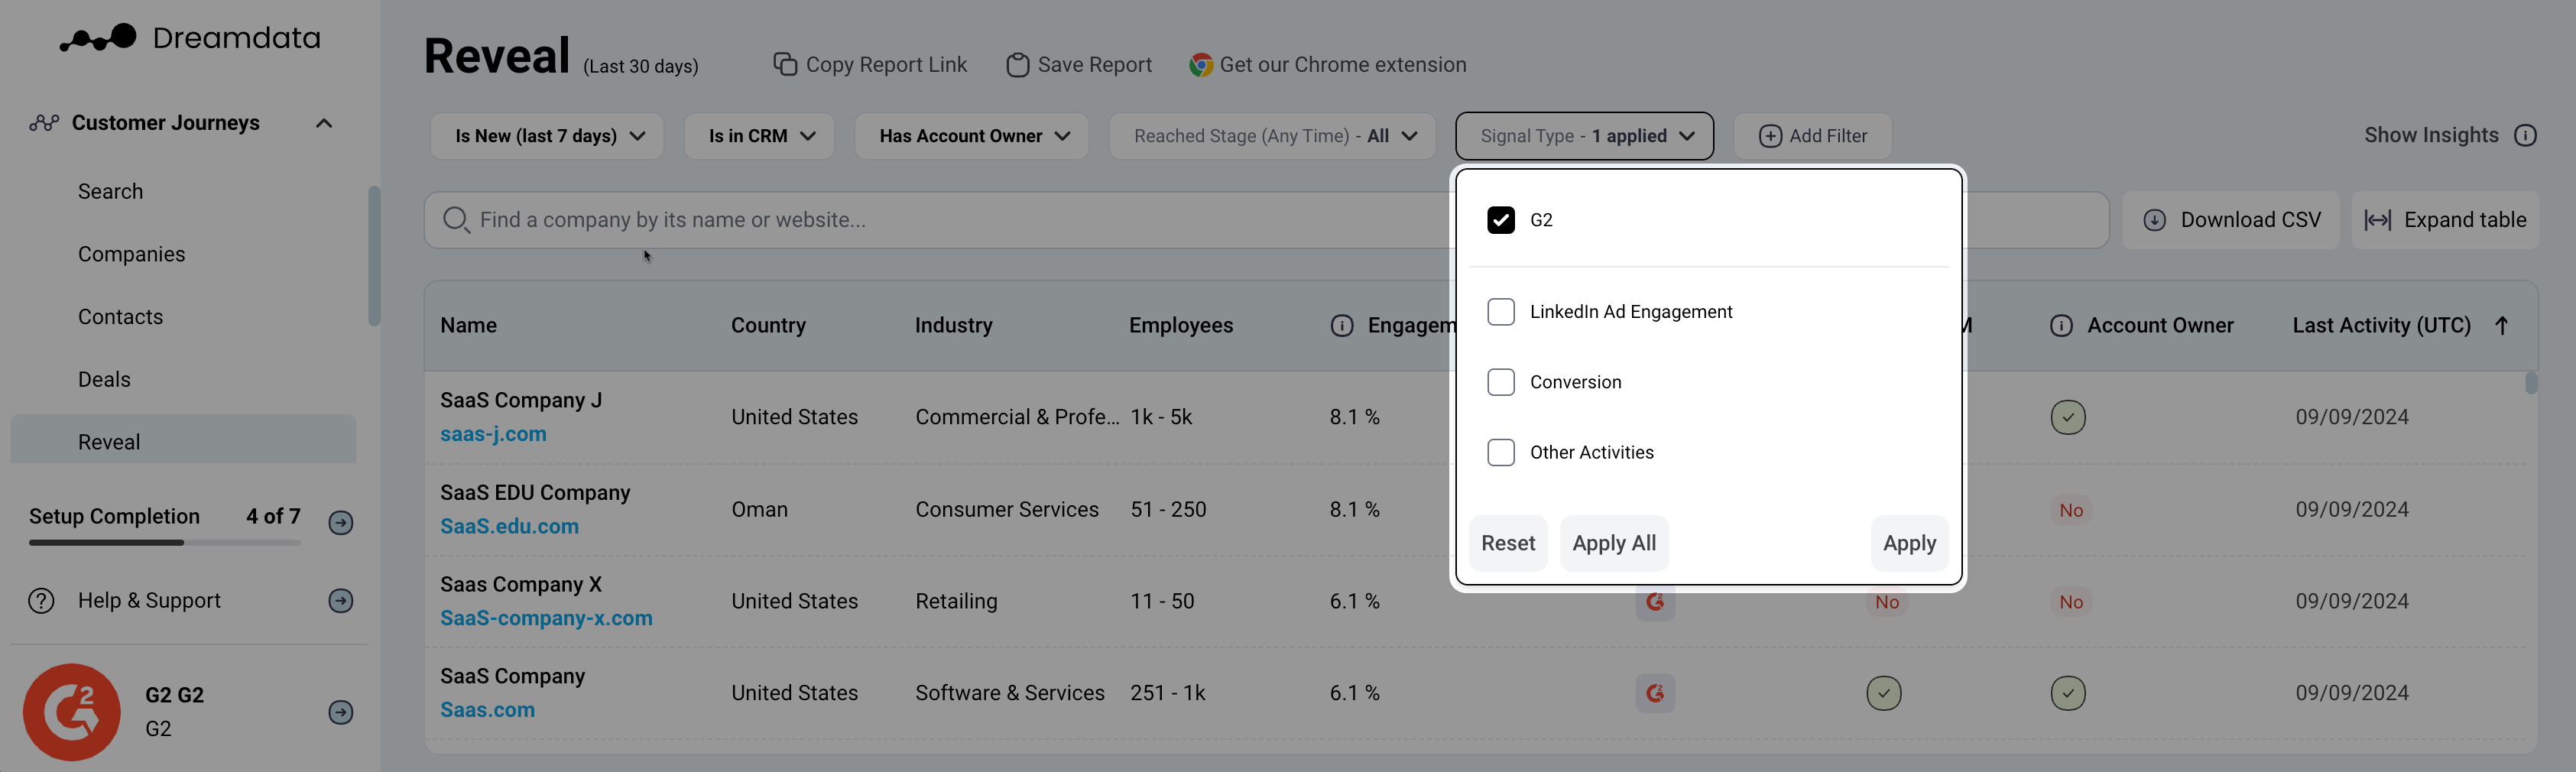 Dreamdata
Customer Journeys
Search
Companies
Contacts
Deals
Reveal
Setup Completion 4 of 7
Help & Support
G2 G2
G2
Reveal (Last 30 days) Copy Report Link Save Report Get our Chrome extension
Is New (last 7 days) Is in CRM Has Account Owner Reached Stage (Any Time) - All Signal Type - 1 applied Add Filter Show Insights
Find a company by its name or website... Download CSV Expand table
G2
LinkedIn Ad Engagement
Conversion
Other Activities
Reset Apply All Apply
Name Country Industry Employees Engagem M Account Owner Last Activity (UTC)
SaaS Company J
saas-j.com
United States Commercial & Profe... 1k - 5k 8.1 % 09/09/2024
SaaS EDU Company
SaaS.edu.com
Oman Consumer Services 51 - 250 8.1 % No 09/09/2024
Saas Company X
SaaS-company-x.com
United States Retailing 11 - 50 6.1 % No No 09/09/2024
SaaS Company
Saas.com
United States Software & Services 251 - 1k 6.1 % 09/09/2024